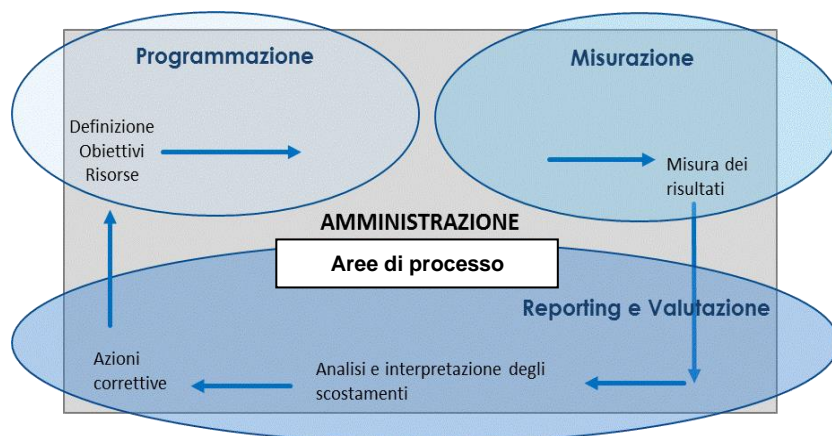 Programmazione
Misurazione
Definizione
Obiettivi
Risorse
Misura dei
risultati
AMMINISTRAZIONE
Aree di processo
Reporting e Valutazione
Azioni
correttive
Analisi e interpretazione degli
scostamenti